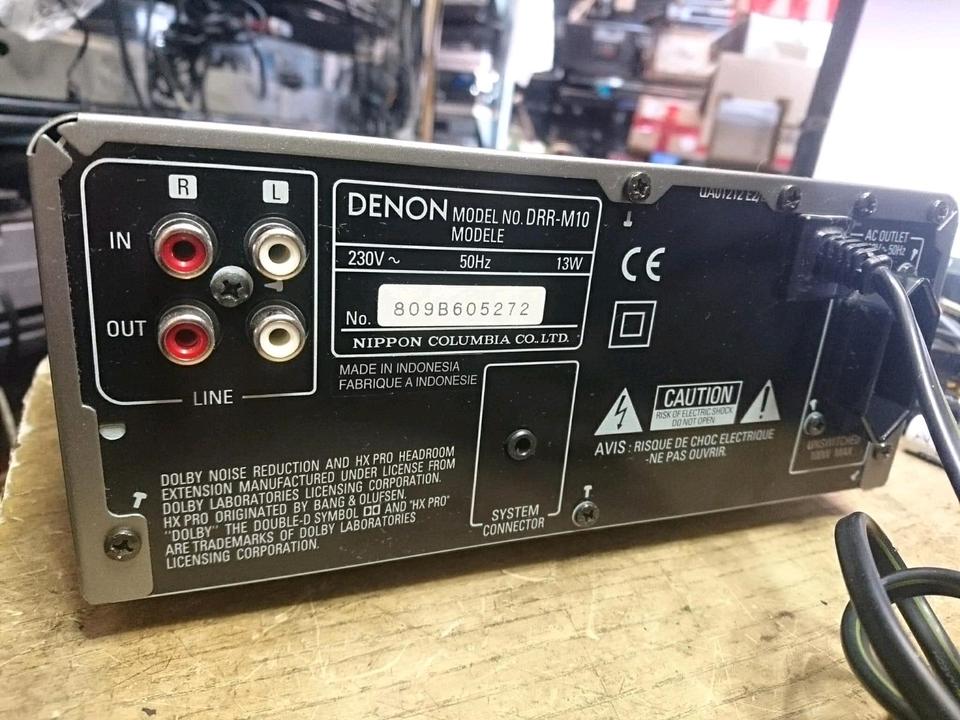 R L
IN
OUT
LINE
DENON MODEL NO. DRR-M10
MODELE
230V ~ 50Hz 13W
No. 809B605272
NIPPON COLUMBIA CO. LTD.
MADE IN INDONESIA
FABRIQUE A INDONESIE
DOLBY NOISE REDUCTION AND HX PRO HEADROOM
EXTENSION MANUFACTURED UNDER LICENSE FROM
DOLBY LABORATORIES LICENSING CORPORATION.
HX PRO ORIGINATED BY BANG & OLUFSEN.
"DOLBY" THE DOUBLE-D SYMBOL AND "HX PRO"
ARE TRADEMARKS OF DOLBY LABORATORIES
LICENSING CORPORATION.
SYSTEM
CONNECTOR
CE
CAUTION
RISK OF ELECTRIC SHOCK
DO NOT OPEN
AVIS : RISQUE DE CHOC ELECTRIQUE
-NE PAS OUVRIR.
AC OUTLET
50Hz
UNSWITCHED
100W MAX